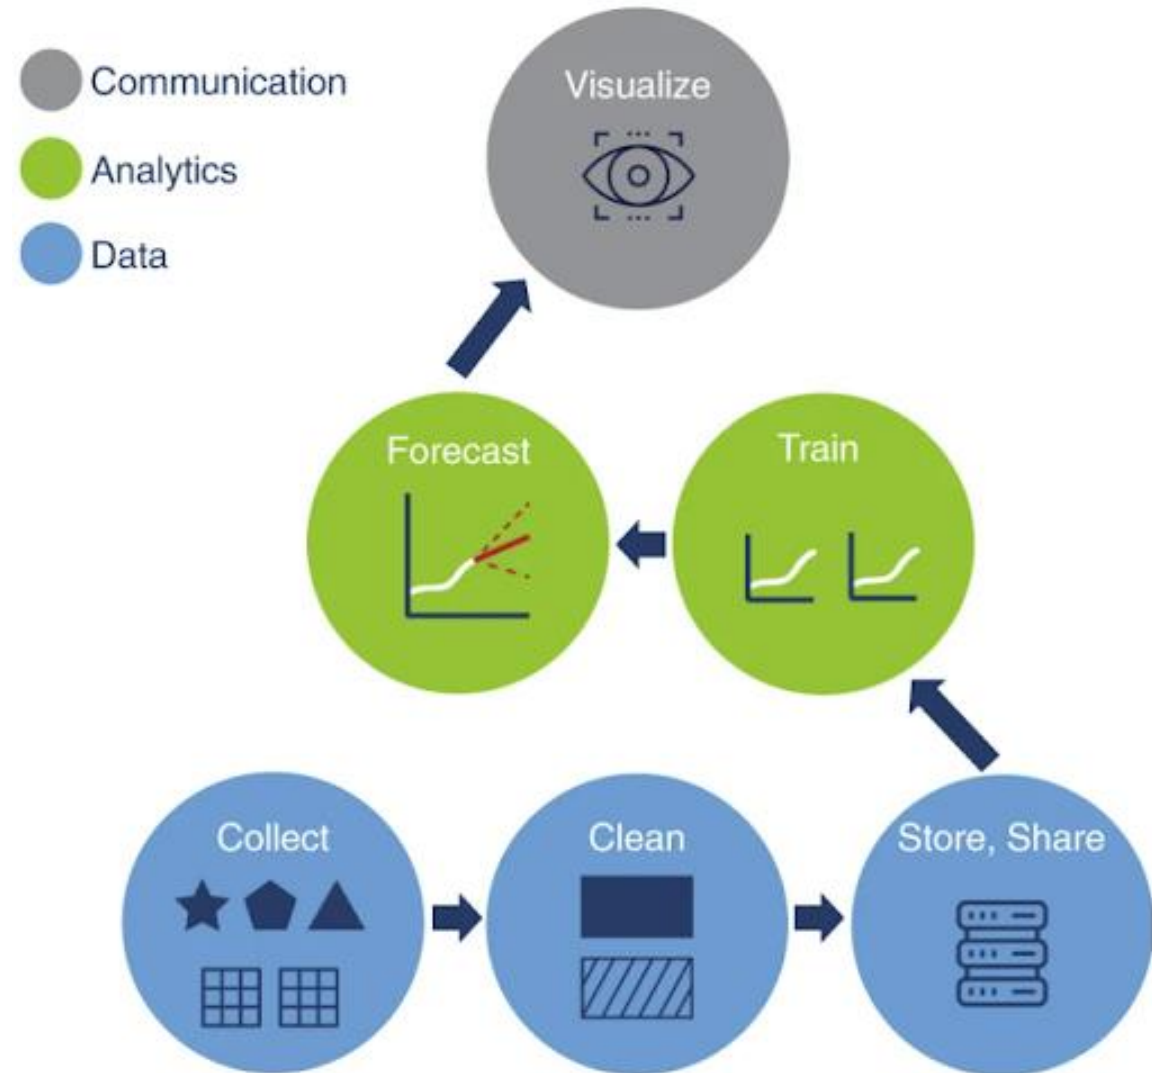 Communication
Analytics
Data
Visualize
Forecast
Train
Collect
Clean
Store, Share